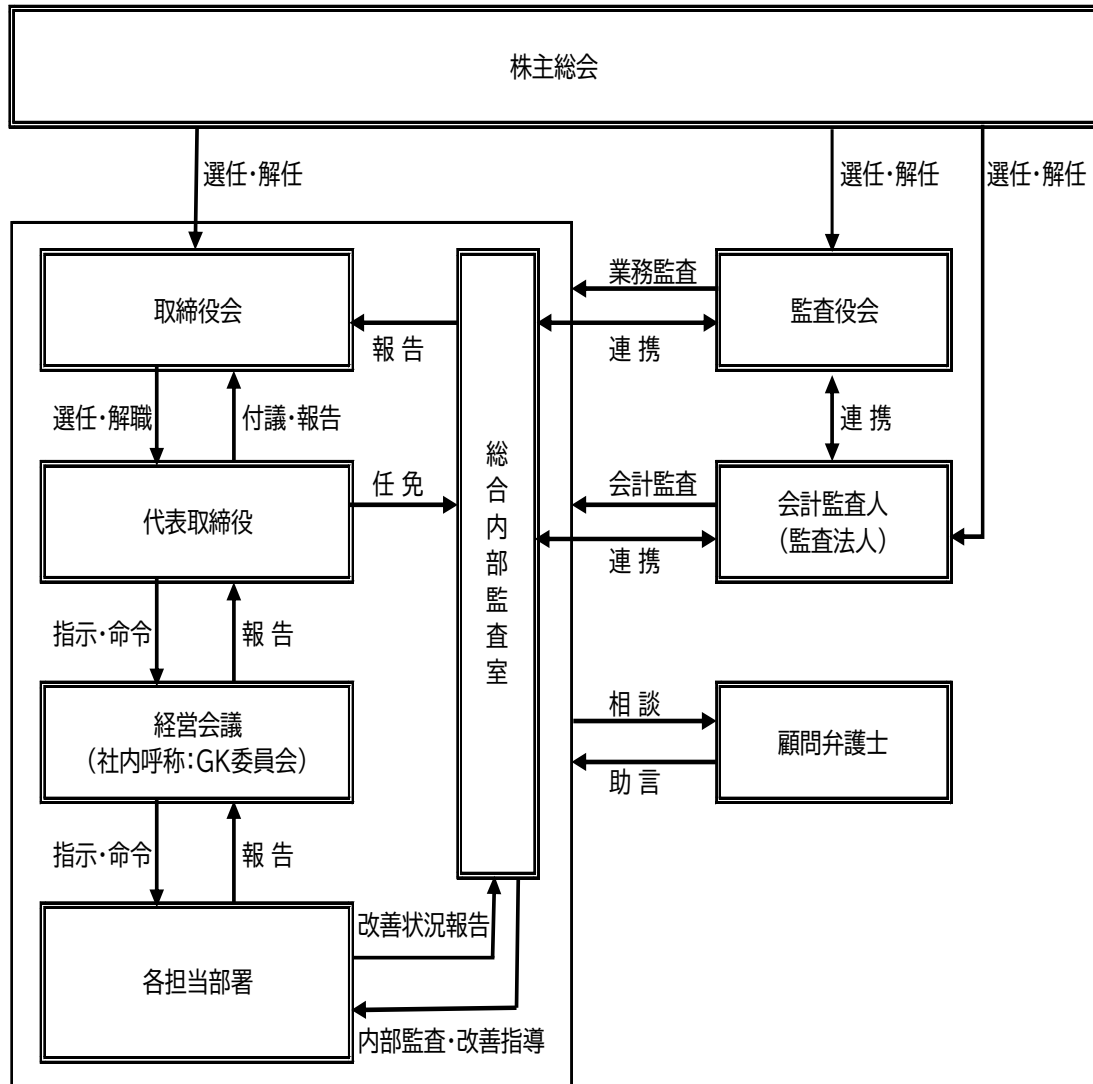 株主総会
選任・解任
選任・解任
選任・解任
取締役会
業務監査
監査役会
報 告
連 携
選任・解職
付議・報告
連 携
総合内部監査室
代表取締役
任 免
会計監査
会計監査人
（監査法人）
連 携
指示・命令
報 告
経営会議
（社内呼称：GK委員会）
相 談
顧問弁護士
助 言
指示・命令
報 告
各担当部署
改善状況報告
内部監査・改善指導